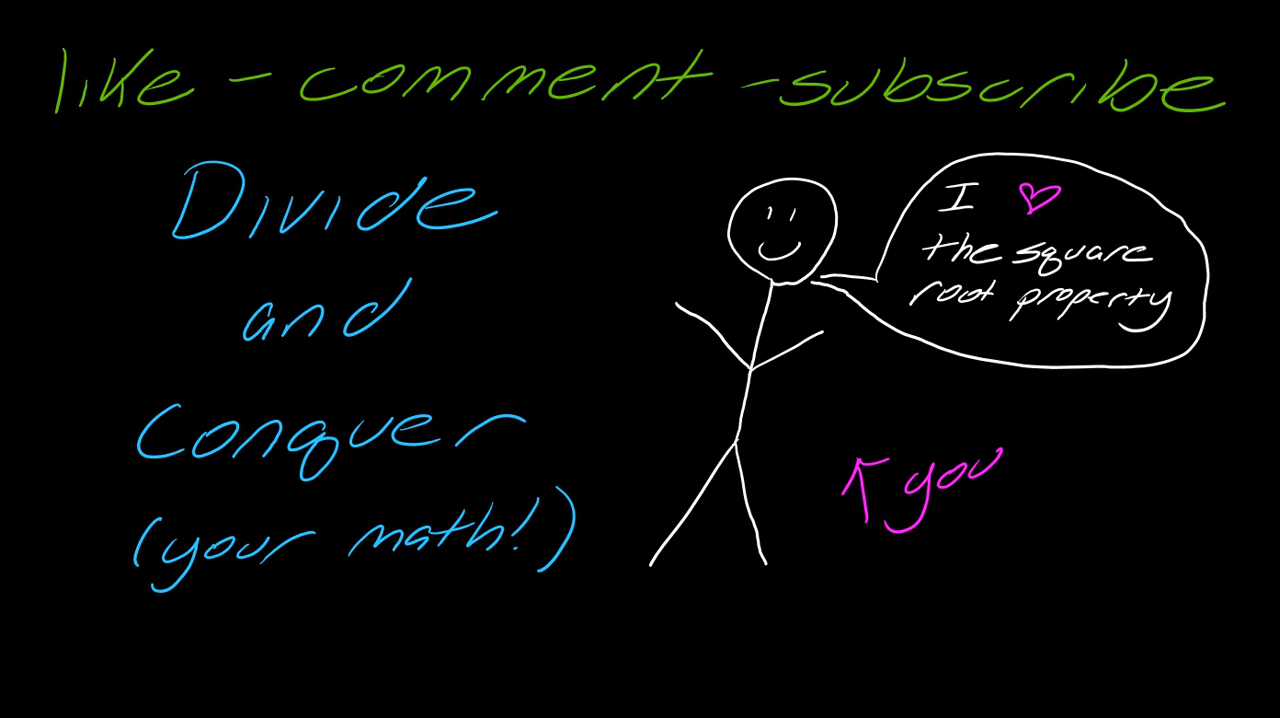 like - comment - subscribe
Divide
and
Conquer
(your math!)
I ♡
the square
root property
↑ you